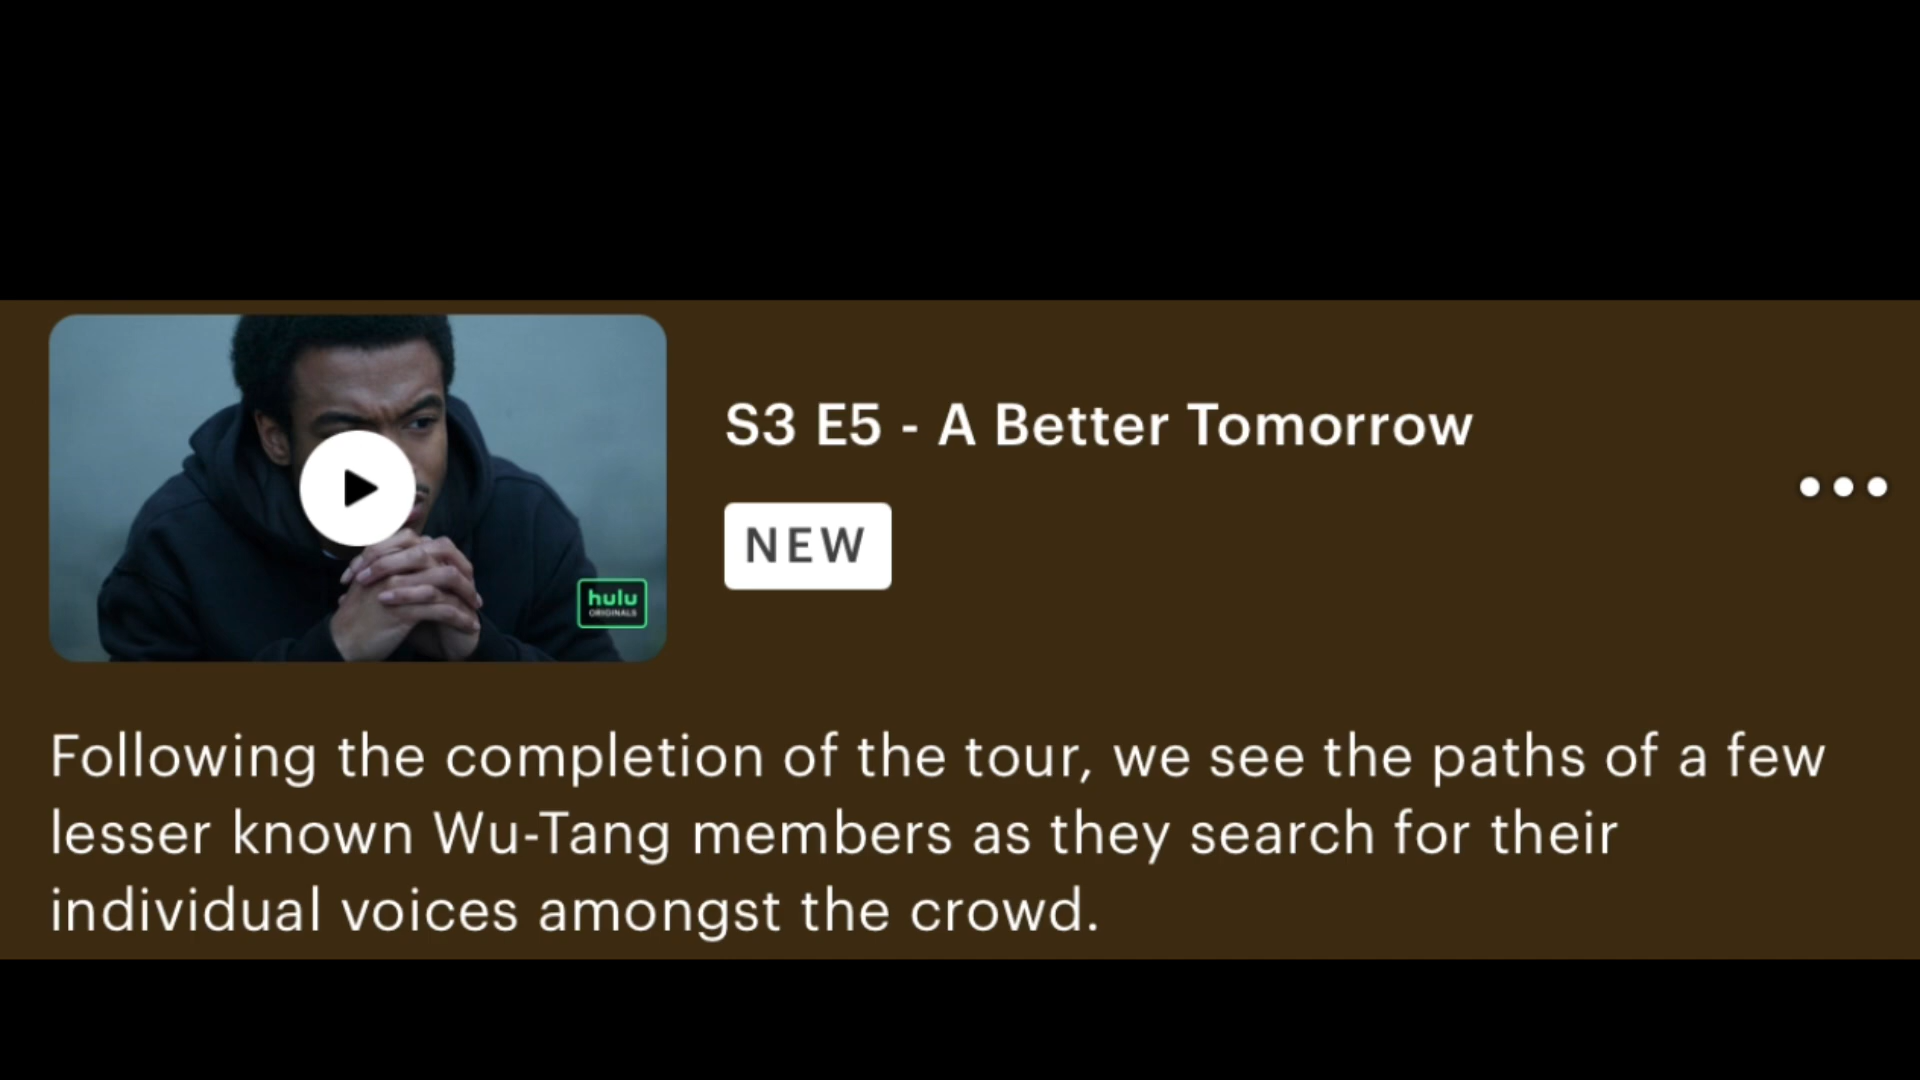 S3 E5 - A Better Tomorrow
NEW
hulu
ORIGINALS
Following the completion of the tour, we see the paths of a few
lesser known Wu-Tang members as they search for their
individual voices amongst the crowd.